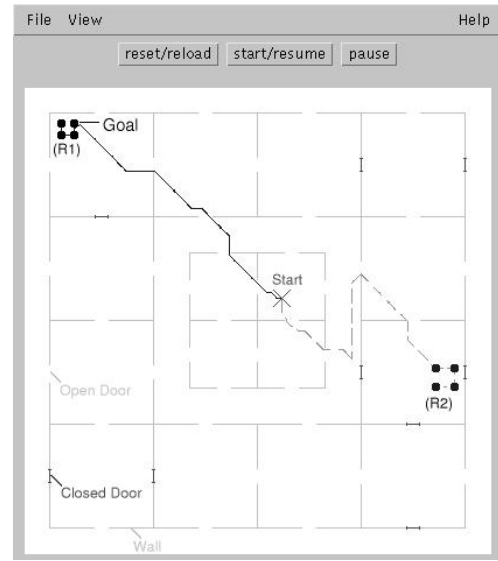 File View Help
reset/reload start/resume pause
Goal
(R1)
Start
Open Door
(R2)
Closed Door
Wall